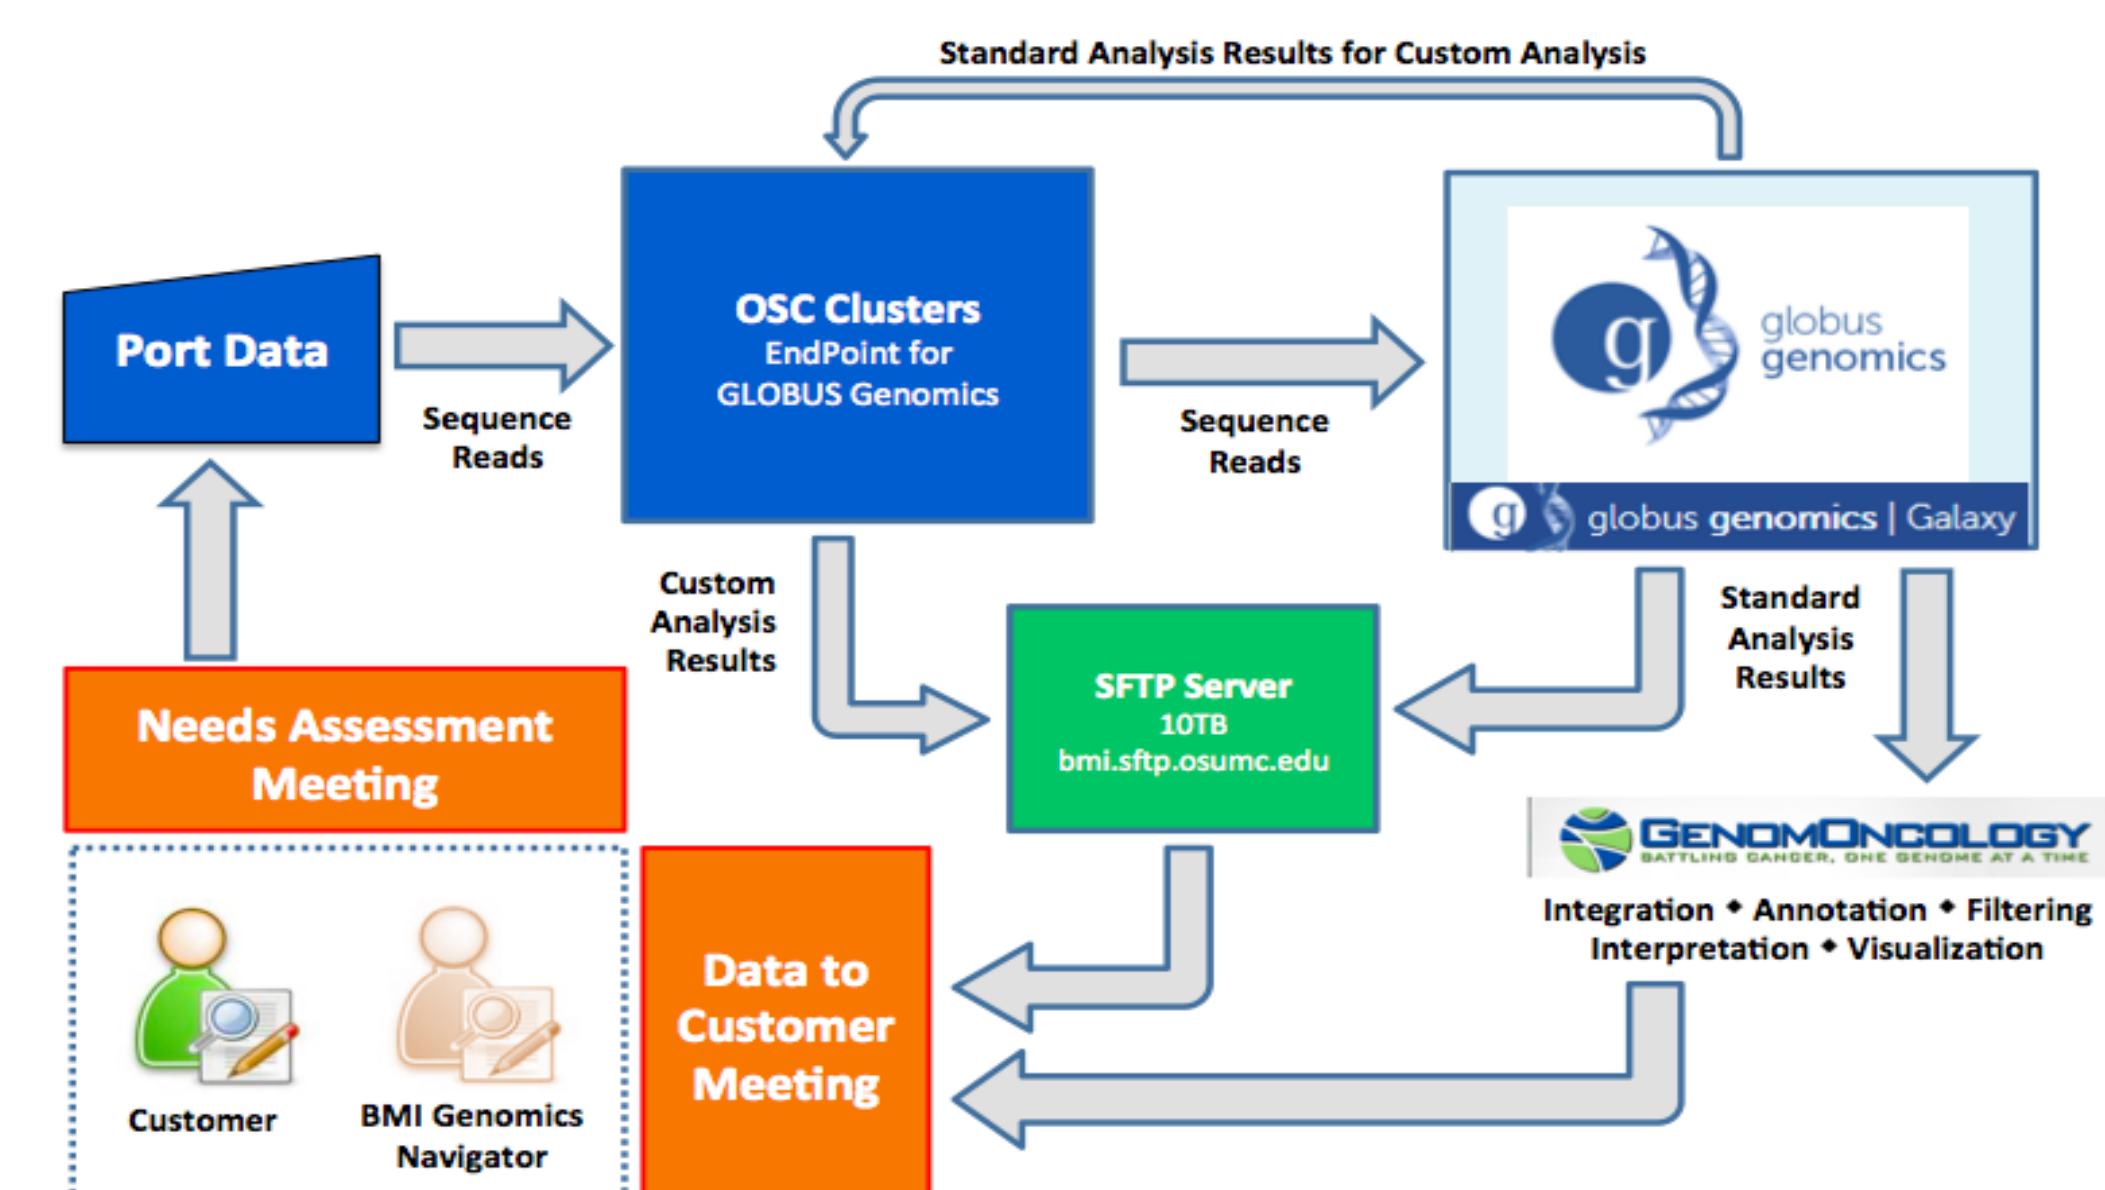 Standard Analysis Results for Custom Analysis
Port Data
Sequence
Reads
OSC Clusters
EndPoint for
GLOBUS Genomics
Sequence
Reads
g
globus
genomics
g globus genomics | Galaxy
Custom
Analysis
Results
SFTP Server
10TB
bmi.sftp.osumc.edu
Standard
Analysis
Results
Needs Assessment
Meeting
GENOMONCOLOGY
BATTLING CANCER, ONE GENOME AT A TIME
Integration ◆ Annotation ◆ Filtering
Interpretation ◆ Visualization
Data to
Customer
Meeting
Customer
BMI Genomics
Navigator